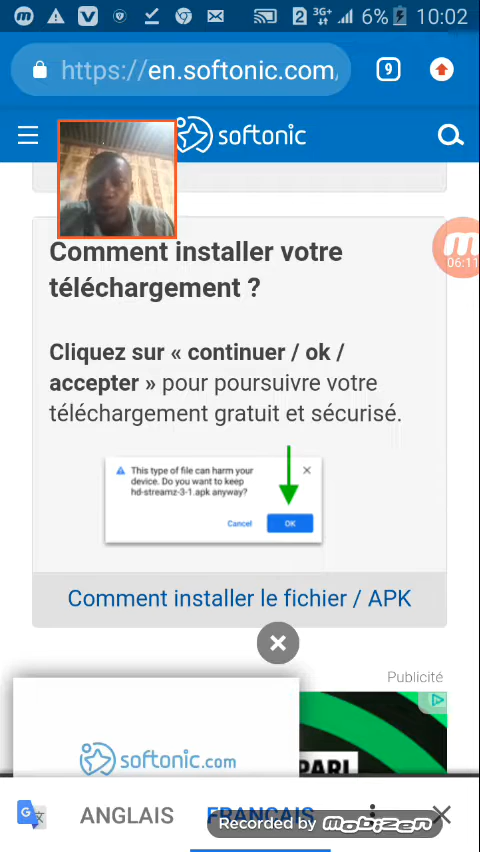 3G+ 2 6% 10:02
https://en.softonic.com/
9
softonic
06:11
Comment installer votre
téléchargement ?
Cliquez sur « continuer / ok /
accepter » pour poursuivre votre
téléchargement gratuit et sécurisé.
This type of file can harm your
device. Do you want to keep
hd-streamz-3-1.apk anyway?
Cancel OK
Comment installer le fichier / APK
Publicité
softonic.com
PARI
ANGLAIS FRANÇAIS
Recorded by mobizen